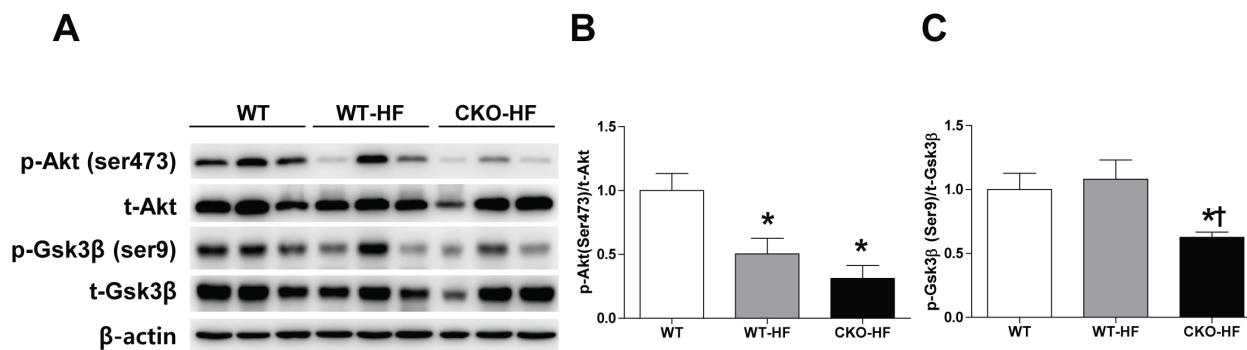 A
WT WT-HF CKO-HF
p-Akt (ser473)
t-Akt
p-Gsk3β (ser9)
t-Gsk3β
β-actin
B
p-Akt(Ser473)/t-Akt
1.5
1.0
0.5
0.0
*
*
WT WT-HF CKO-HF
C
p-Gsk3β (Ser9)/t-Gsk3β
1.5
1.0
0.5
0.0
*†
WT WT-HF CKO-HF